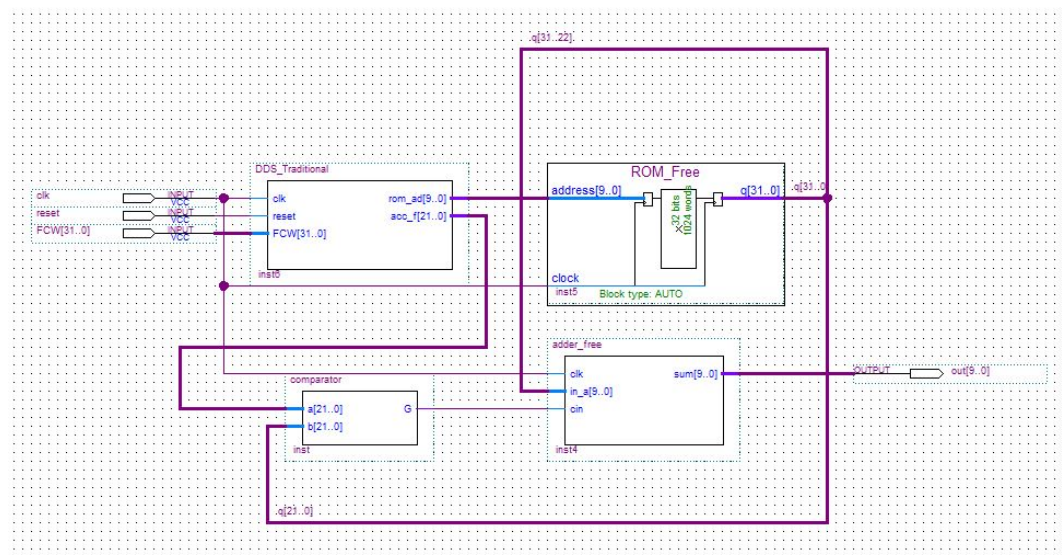 q[31..22]
DDS_Traditional
clk
INPUT
VCC
reset
INPUT
VCC
FCW[31..0]
INPUT
VCC
clk
rom_ad[9..0]
reset
acc_f[21..0]
FCW[31..0]
inst6
ROM_Free
address[9..0]
q[31..0]
q[31..0]
32 bits
1024 words
clock
inst5
Block type: AUTO
adder_free
clk
sum[9..0]
in_a[9..0]
cin
inst4
OUTPUT
out[9..0]
comparator
a[21..0]
G
b[21..0]
inst
q[21..0]